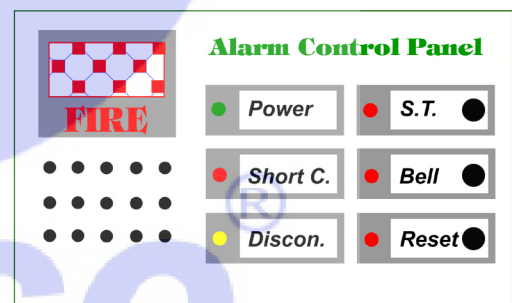 Alarm Control Panel
FIRE
Power
S.T.
Short C.
Bell
®
Discon.
Reset